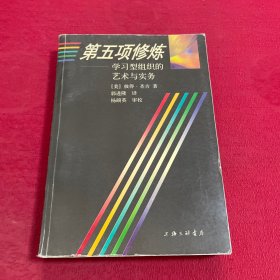 第五项修炼
学习型组织的
艺术与实务
[美] 彼得·圣吉 著
郭进隆 译
杨硕英 审校
上海三联书店